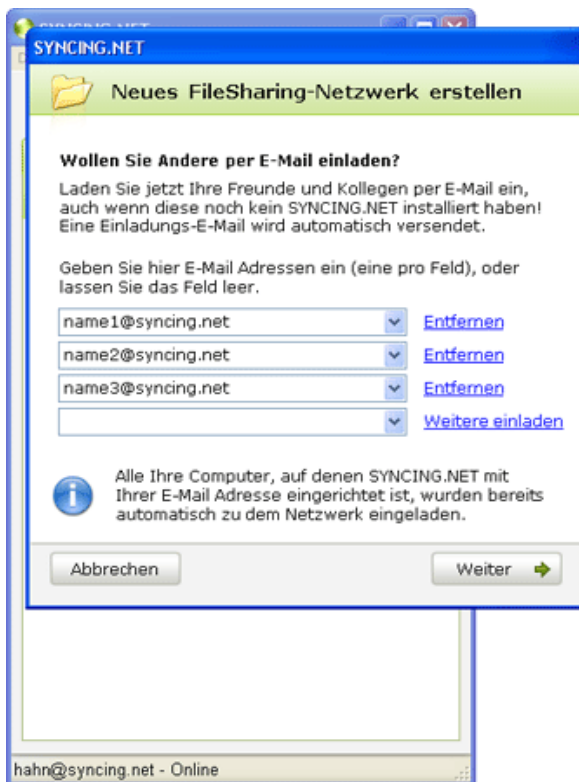 SYNCING.NET
SYNCING.NET
Neues FileSharing-Netzwerk erstellen
Wollen Sie Andere per E-Mail einladen?
Laden Sie jetzt Ihre Freunde und Kollegen per E-Mail ein,
auch wenn diese noch kein SYNCING.NET installiert haben!
Eine Einladungs-E-Mail wird automatisch versendet.
Geben Sie hier E-Mail Adressen ein (eine pro Feld), oder
lassen Sie das Feld leer.
name1@syncing.net Entfernen
name2@syncing.net Entfernen
name3@syncing.net Entfernen
Weitere einladen
Alle Ihre Computer, auf denen SYNCING.NET mit
Ihrer E-Mail Adresse eingerichtet ist, wurden bereits
automatisch zu dem Netzwerk eingeladen.
Abbrechen Weiter
hahn@syncing.net - Online